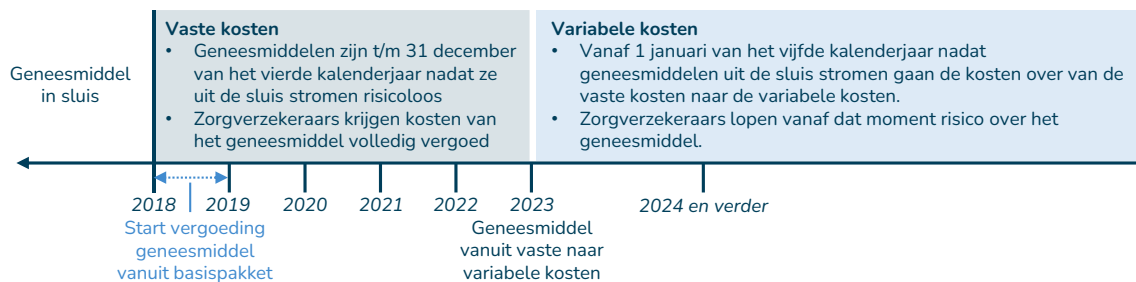 Geneesmiddel
in sluis
Vaste kosten
• Geneesmiddelen zijn t/m 31 december
van het vierde kalenderjaar nadat ze
uit de sluis stromen risicoloos
• Zorgverzekeraars krijgen kosten van
het geneesmiddel volledig vergoed
Variabele kosten
• Vanaf 1 januari van het vijfde kalenderjaar nadat
geneesmiddelen uit de sluis stromen gaan de kosten over van de
vaste kosten naar de variabele kosten.
• Zorgverzekeraars lopen vanaf dat moment risico over het
geneesmiddel.
2018 2019 2020 2021 2022 2023 2024 en verder
Start vergoeding
geneesmiddel
vanuit basispakket
Geneesmiddel
vanuit vaste naar
variabele kosten